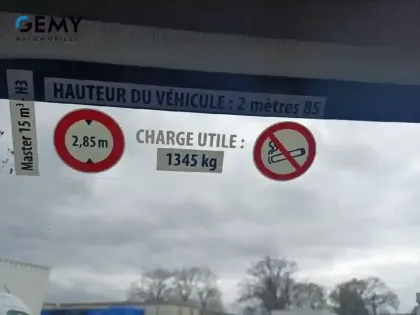 GEMY
AUTOMOBILES
Master 15 m³. H3
HAUTEUR DU VÉHICULE : 2 mètres 85
2,85 m
CHARGE UTILE :
1345 kg